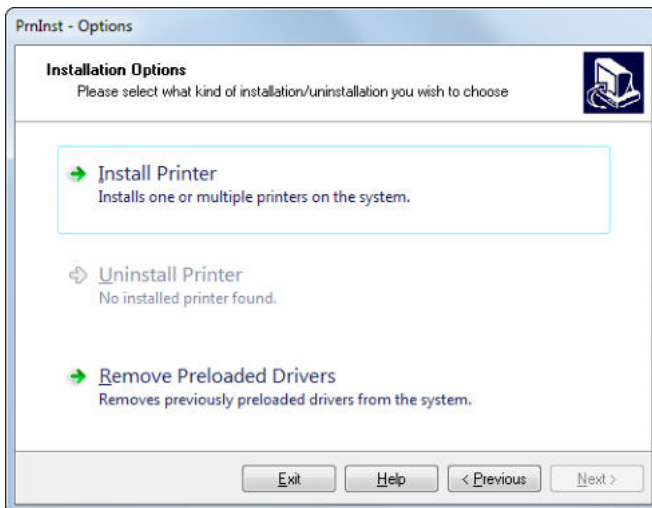 PrnInst - Options
Installation Options
Please select what kind of installation/uninstallation you wish to choose
Install Printer
Installs one or multiple printers on the system.
Uninstall Printer
No installed printer found.
Remove Preloaded Drivers
Removes previously preloaded drivers from the system.
Exit Help < Previous Next >